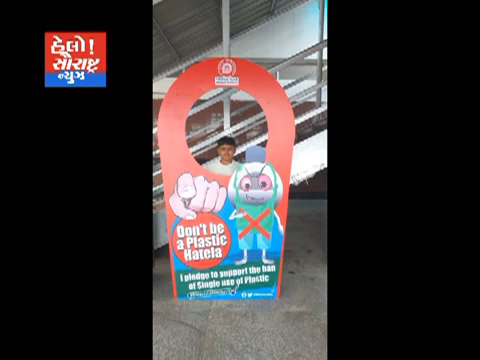 હેલો!
સૌરાષ્ટ્ર
ન્યુઝ
Don't be
a Plastic
Hatela
I pledge to support the ban
of Single use of Plastic